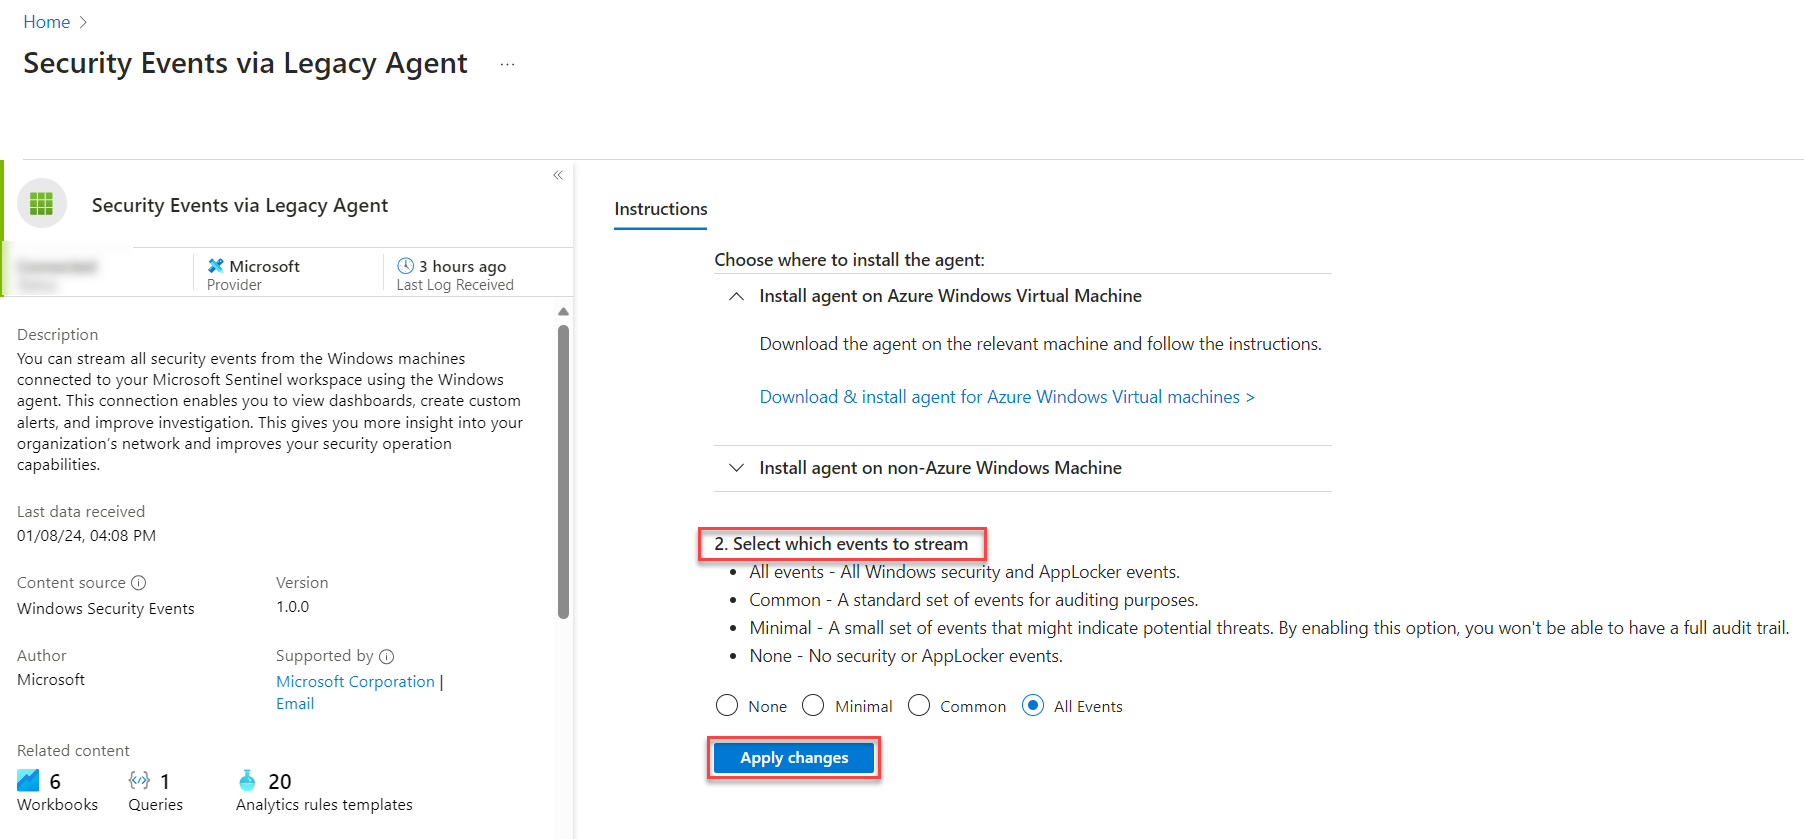 Home >
Security Events via Legacy Agent ...
«
Security Events via Legacy Agent
Microsoft
Provider
3 hours ago
Last Log Received
Description
You can stream all security events from the Windows machines
connected to your Microsoft Sentinel workspace using the Windows
agent. This connection enables you to view dashboards, create custom
alerts, and improve investigation. This gives you more insight into your
organization's network and improves your security operation
capabilities.
Last data received
01/08/24, 04:08 PM
Content source
Windows Security Events
Version
1.0.0
Author
Microsoft
Supported by
Microsoft Corporation |
Email
Related content
6
Workbooks
1
Queries
20
Analytics rules templates
Instructions
Choose where to install the agent:
Install agent on Azure Windows Virtual Machine
Download the agent on the relevant machine and follow the instructions.
Download & install agent for Azure Windows Virtual machines >
Install agent on non-Azure Windows Machine
2. Select which events to stream
• All events - All Windows security and AppLocker events.
• Common - A standard set of events for auditing purposes.
• Minimal - A small set of events that might indicate potential threats. By enabling this option, you won't be able to have a full audit trail.
• None - No security or AppLocker events.
None Minimal Common All Events
Apply changes